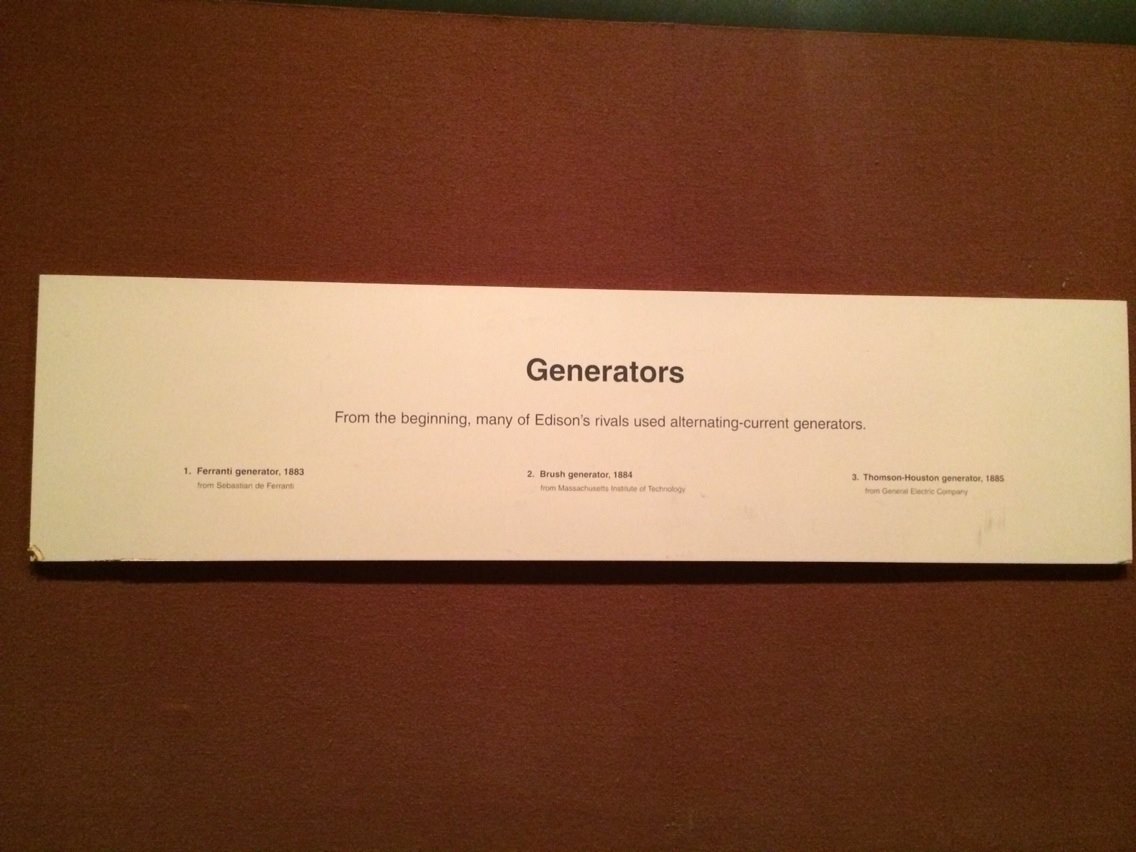 Generators
From the beginning, many of Edison's rivals used alternating-current generators.
1. Ferranti generator, 1883
from Sebastian de Ferranti
2. Brush generator, 1884
from Massachusetts Institute of Technology
3. Thomson-Houston generator, 1885
from General Electric Company